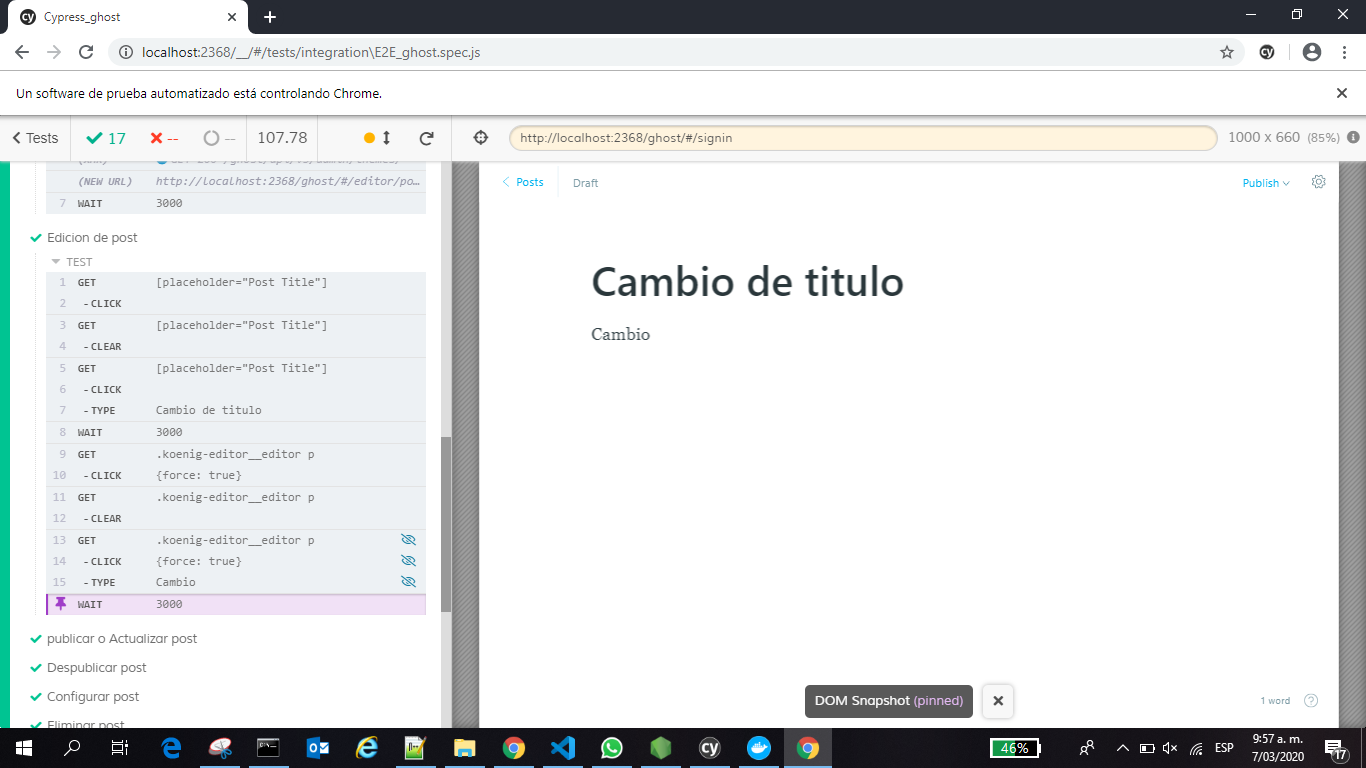 Cypress_ghost
localhost:2368/__/#/tests/integration\E2E_ghost.spec.js
Un software de prueba automatizado está controlando Chrome.
Tests
17
--
--
107.78
http://localhost:2368/ghost/#/signin
1000 x 660 (85%)
(NEW URL) http://localhost:2368/ghost/#/editor/po…
7 WAIT 3000
Edicion de post
TEST
1 GET [placeholder="Post Title"]
2 - CLICK
3 GET [placeholder="Post Title"]
4 - CLEAR
5 GET [placeholder="Post Title"]
6 - CLICK
7 - TYPE Cambio de titulo
8 WAIT 3000
9 GET .koenig-editor__editor p
10 - CLICK {force: true}
11 GET .koenig-editor__editor p
12 - CLEAR
13 GET .koenig-editor__editor p
14 - CLICK {force: true}
15 - TYPE Cambio
WAIT 3000
publicar o Actualizar post
Despublicar post
Configurar post
Eliminar post
Posts
Draft
Publish
Cambio de titulo
Cambio
DOM Snapshot (pinned)
1 word
46%
ESP
9:57 a. m.
7/03/2020
17